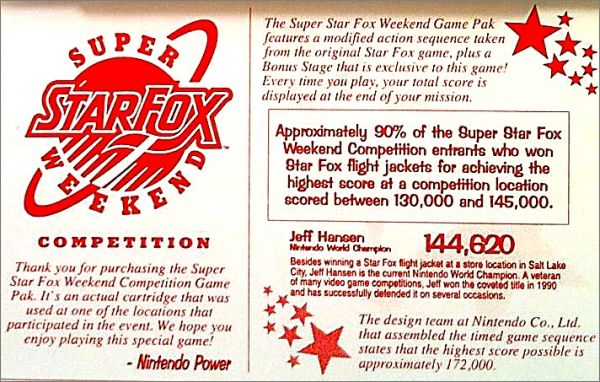 SUPER
STARFOX
WEEKEND
COMPETITION
Thank you for purchasing the Super
Star Fox Weekend Competition Game
Pak. It's an actual cartridge that was
used at one of the locations that
participated in the event. We hope you
enjoy playing this special game!
- Nintendo Power
The Super Star Fox Weekend Game Pak
features a modified action sequence taken
from the original Star Fox game, plus a
Bonus Stage that is exclusive to this game!
Every time you play, your total score is
displayed at the end of your mission.
Approximately 90% of the Super Star Fox
Weekend Competition entrants who won
Star Fox flight jackets for achieving the
highest score at a competition location
scored between 130,000 and 145,000.
Jeff Hansen 144,620
Nintendo World Champion
Besides winning a Star Fox flight jacket at a store location in Salt Lake
City, Jeff Hansen is the current Nintendo World Champion. A veteran
of many video game competitions, Jeff won the coveted title in 1990
and has successfully defended it on several occasions.
The design team at Nintendo Co., Ltd.
that assembled the timed game sequence
states that the highest score possible is
approximately 172,000.